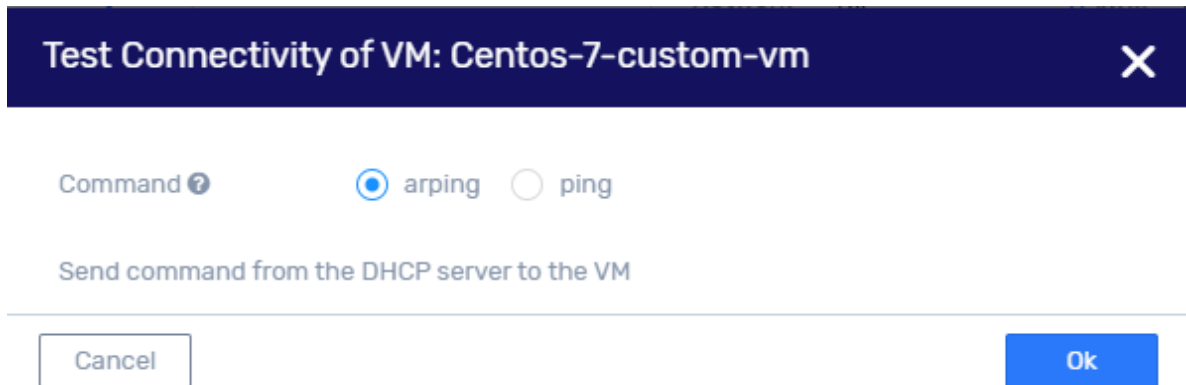 Test Connectivity of VM: Centos-7-custom-vm
Command arping ping
Send command from the DHCP server to the VM
Cancel Ok